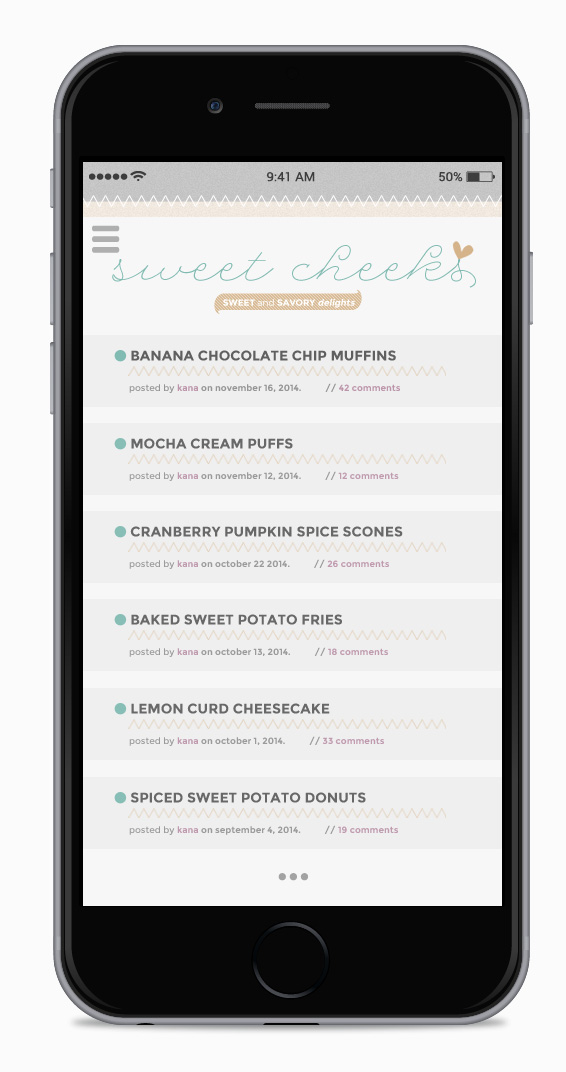 9:41 AM 50%
sweet cheeks
SWEET and SAVORY delights
BANANA CHOCOLATE CHIP MUFFINS
posted by kana on november 16, 2014. // 42 comments
MOCHA CREAM PUFFS
posted by kana on november 12, 2014. // 12 comments
CRANBERRY PUMPKIN SPICE SCONES
posted by kana on october 22 2014. // 26 comments
BAKED SWEET POTATO FRIES
posted by kana on october 13, 2014. // 18 comments
LEMON CURD CHEESECAKE
posted by kana on october 1, 2014. // 33 comments
SPICED SWEET POTATO DONUTS
posted by kana on september 4, 2014. // 19 comments